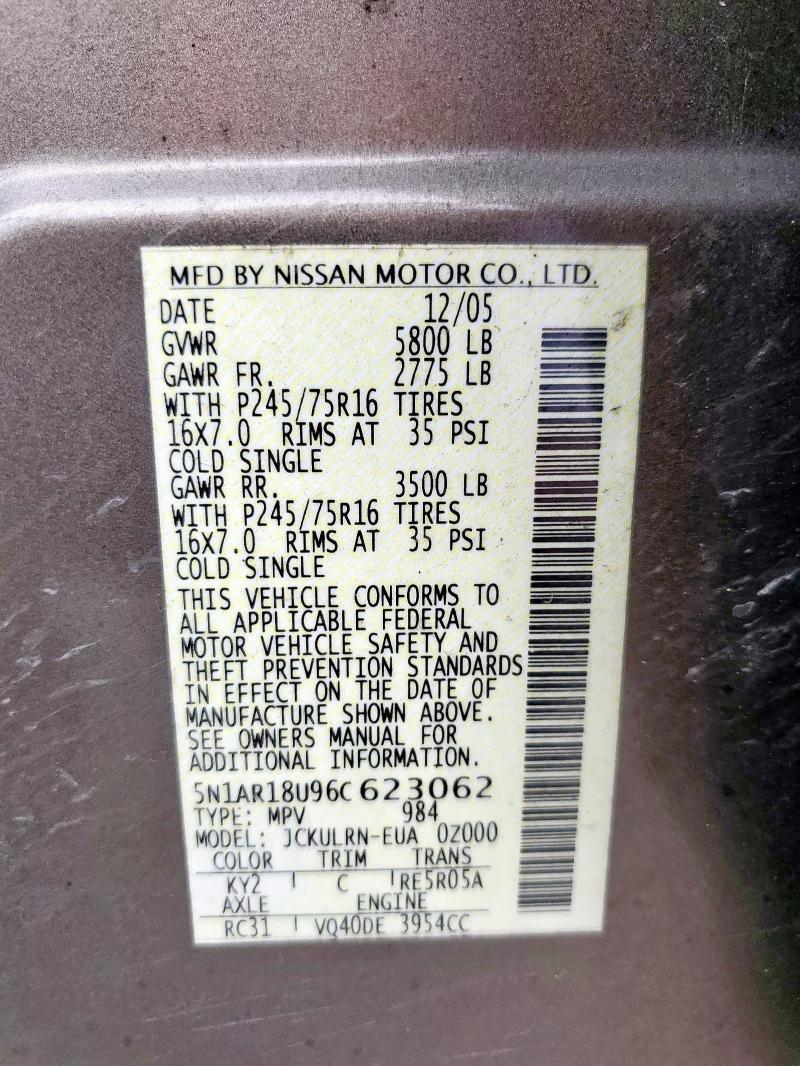 MFD BY NISSAN MOTOR CO., LTD.
DATE 12/05
GVWR 5800 LB
GAWR FR. 2775 LB
WITH P245/75R16 TIRES
16X7.0 RIMS AT 35 PSI
COLD SINGLE
GAWR RR. 3500 LB
WITH P245/75R16 TIRES
16X7.0 RIMS AT 35 PSI
COLD SINGLE
THIS VEHICLE CONFORMS TO
ALL APPLICABLE FEDERAL
MOTOR VEHICLE SAFETY AND
THEFT PREVENTION STANDARDS
IN EFFECT ON THE DATE OF
MANUFACTURE SHOWN ABOVE.
SEE OWNERS MANUAL FOR
ADDITIONAL INFORMATION.
5N1AR18U96C 623062
TYPE: MPV 984
MODEL: JCKULRN-EUA 0Z000
COLOR TRIM TRANS
KY2 C RE5R05A
AXLE ENGINE
RC31 VQ40DE 3954CC